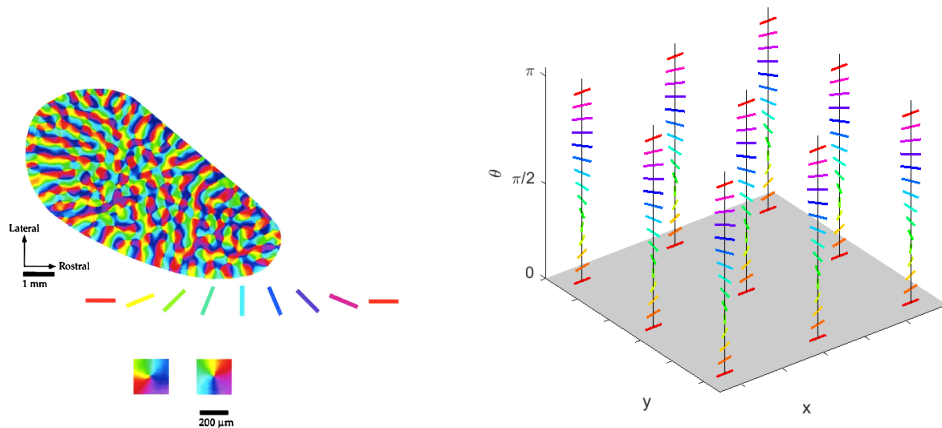 Lateral
Rostral
1 mm
200 μm
π
θ
π/2
0
y
x